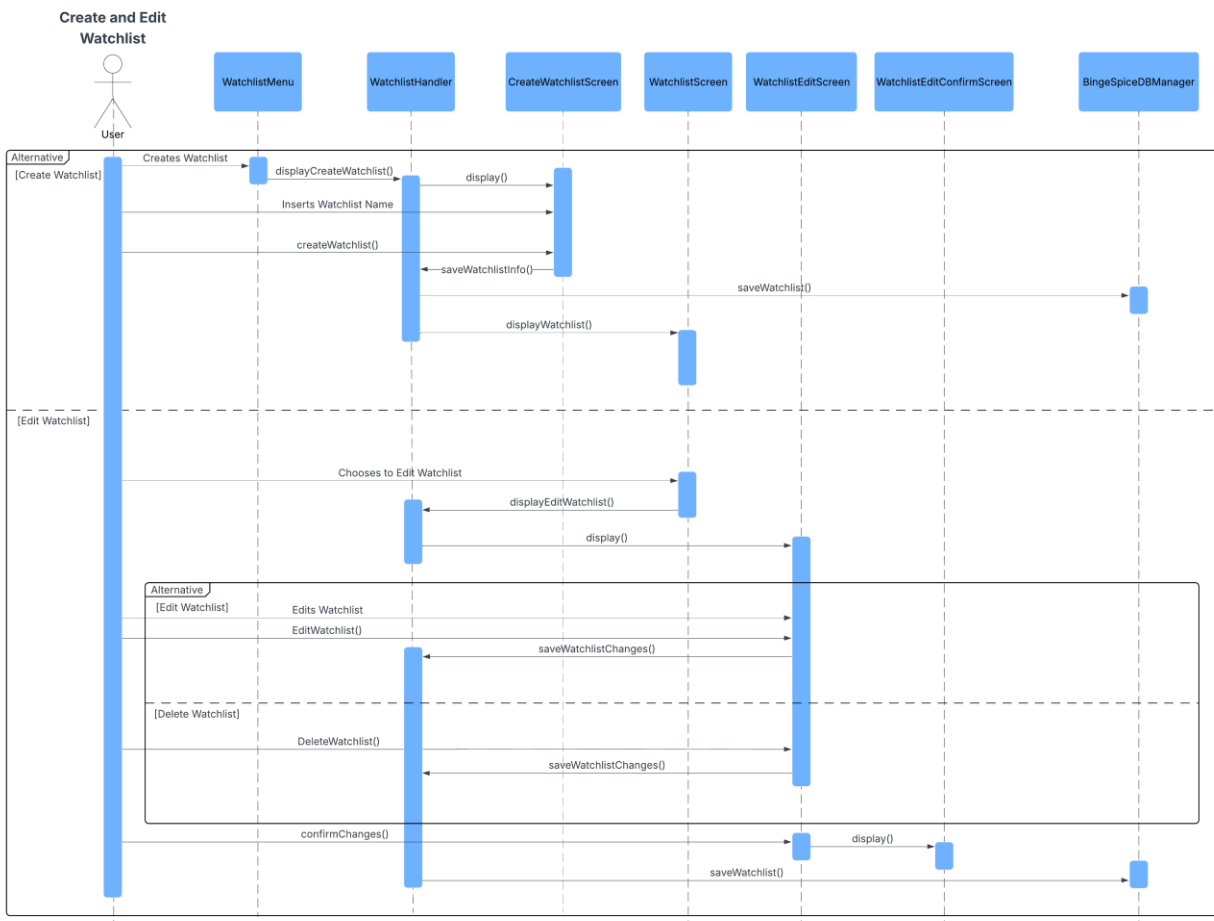 Create and Edit
Watchlist
User
WatchlistMenu
WatchlistHandler
CreateWatchlistScreen
WatchlistScreen
WatchlistEditScreen
WatchlistEditConfirmScreen
BingeSpiceDBManager
Alternative
[Create Watchlist]
Creates Watchlist
displayCreateWatchlist()
display()
Inserts Watchlist Name
createWatchlist()
saveWatchlistInfo()
saveWatchlist()
displayWatchlist()
[Edit Watchlist]
Chooses to Edit Watchlist
displayEditWatchlist()
display()
Alternative
[Edit Watchlist]
Edits Watchlist
EditWatchlist()
saveWatchlistChanges()
[Delete Watchlist]
DeleteWatchlist()
saveWatchlistChanges()
confirmChanges()
display()
saveWatchlist()